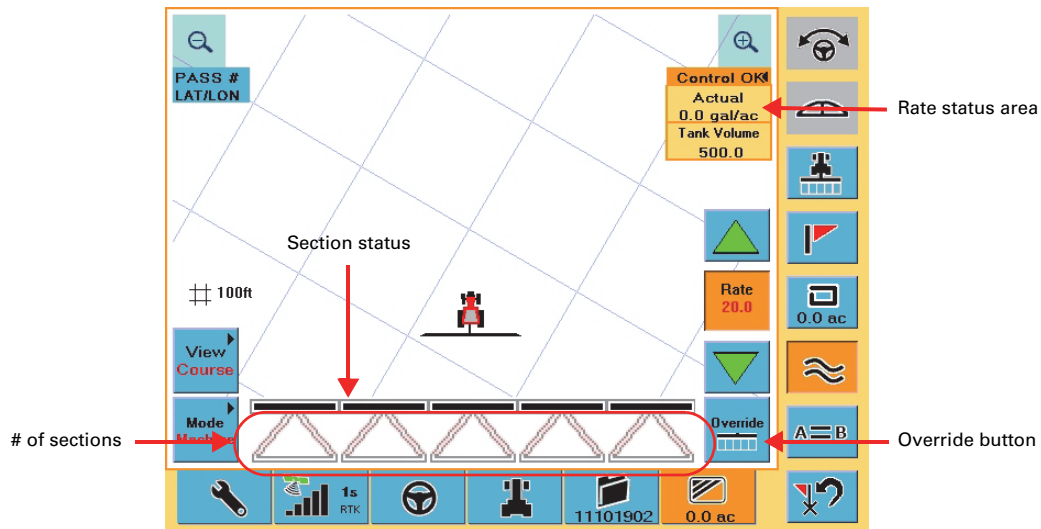 PASS #
LAT/LON
Control OK
Actual
0.0 gal/ac
Tank Volume
500.0
Rate status area
Section status
100ft
Rate
20.0
0.0 ac
View
Course
Mode
# of sections
Override
A=B
Override button
1s
RTK
11101902
0.0 ac